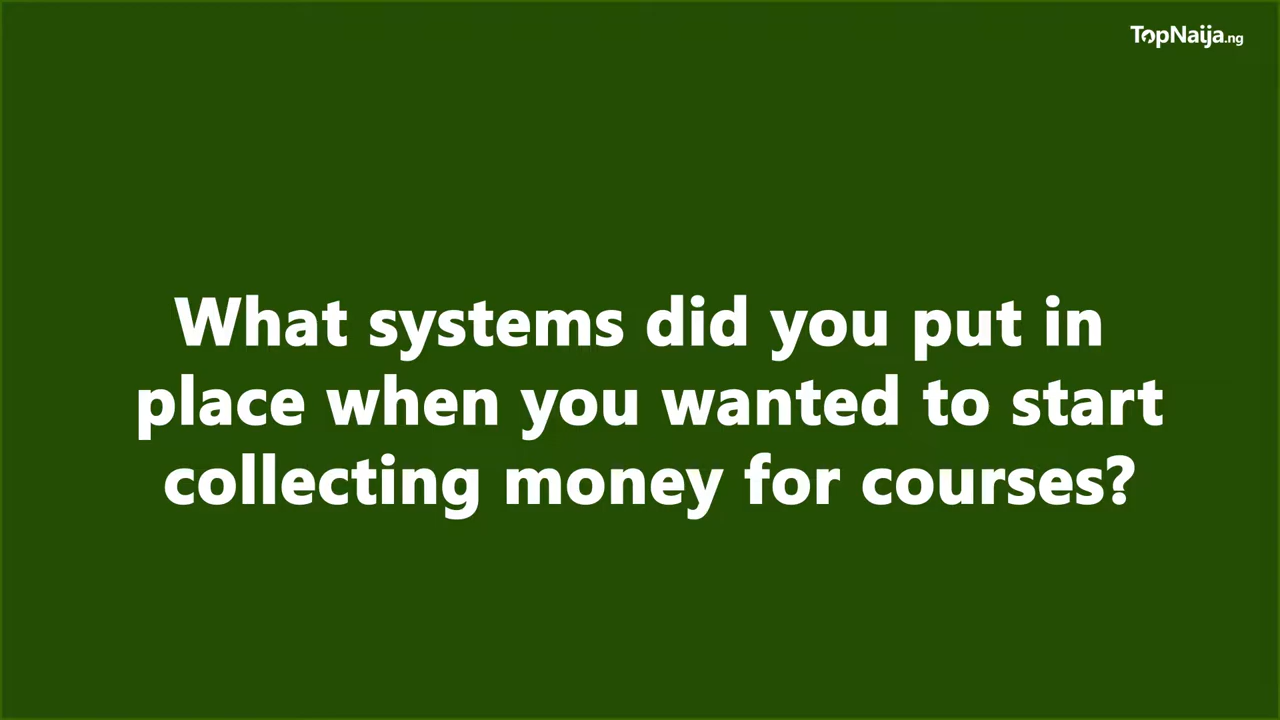 TopNaija.ng
What systems did you put in
place when you wanted to start
collecting money for courses?